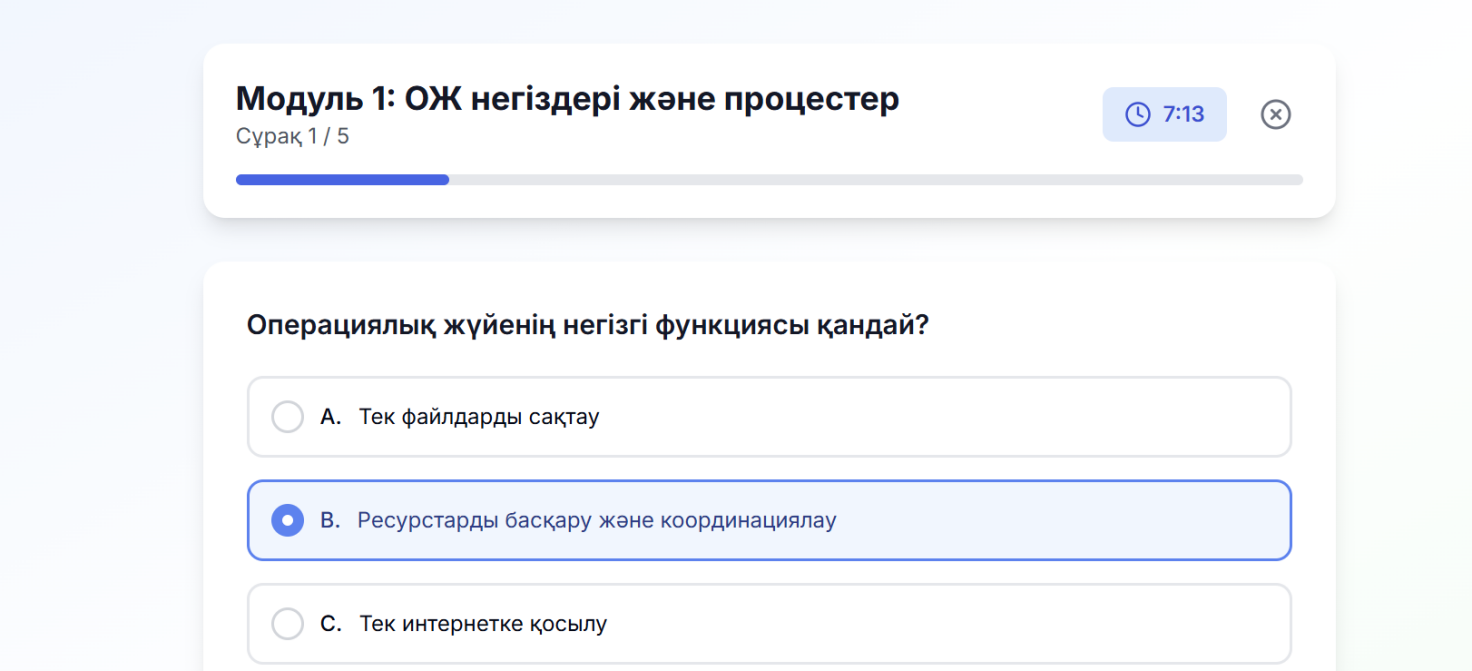 Модуль 1: ОЖ негіздері және процестер
Сұрақ 1 / 5
7:13
Операциялық жүйенің негізгі функциясы қандай?
A. Тек файлдарды сақтау
B. Ресурстарды басқару және координациялау
C. Тек интернетке қосылу